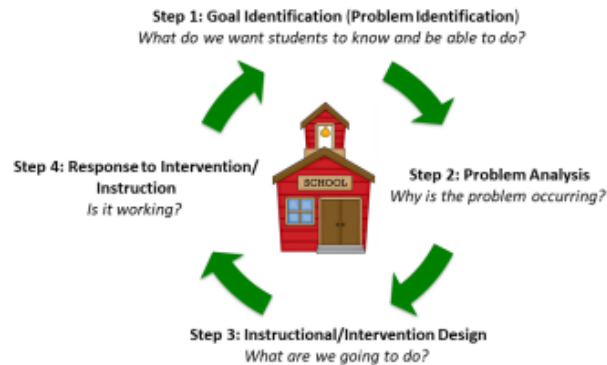 Step 1: Goal Identification (Problem Identification)
What do we want students to know and be able to do?
Step 2: Problem Analysis
Why is the problem occurring?
Step 3: Instructional/Intervention Design
What are we going to do?
Step 4: Response to Intervention/
Instruction
Is it working?
SCHOOL